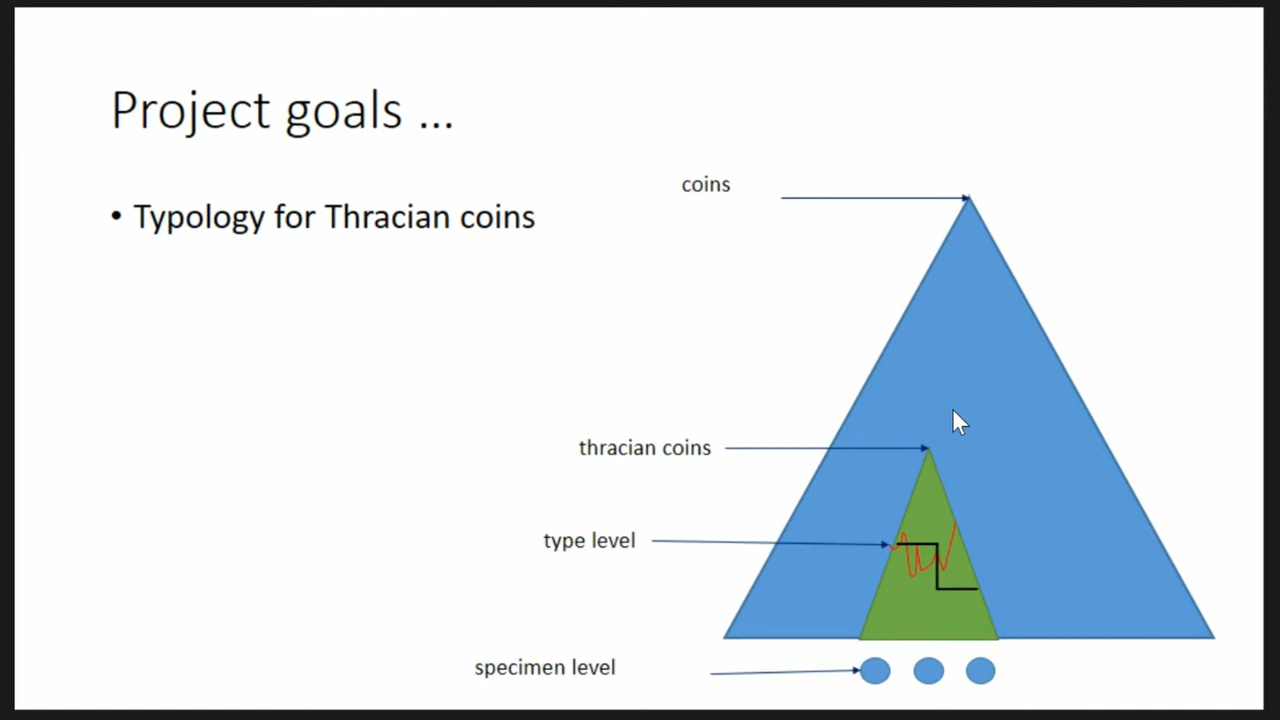 Project goals ...
• Typology for Thracian coins
coins
thracian coins
type level
specimen level